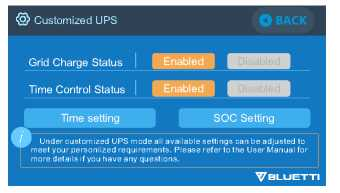 Customized UPS
BACK
Grid Charge Status Enabled Disabled
Time Control Status Enabled Disabled
Time setting SOC Setting
i
Under customized UPS mode all available settings can be adjusted to
meet your personlized requirements. Please refer to the User Manual for
more details if you have any questions.
BLUETTI